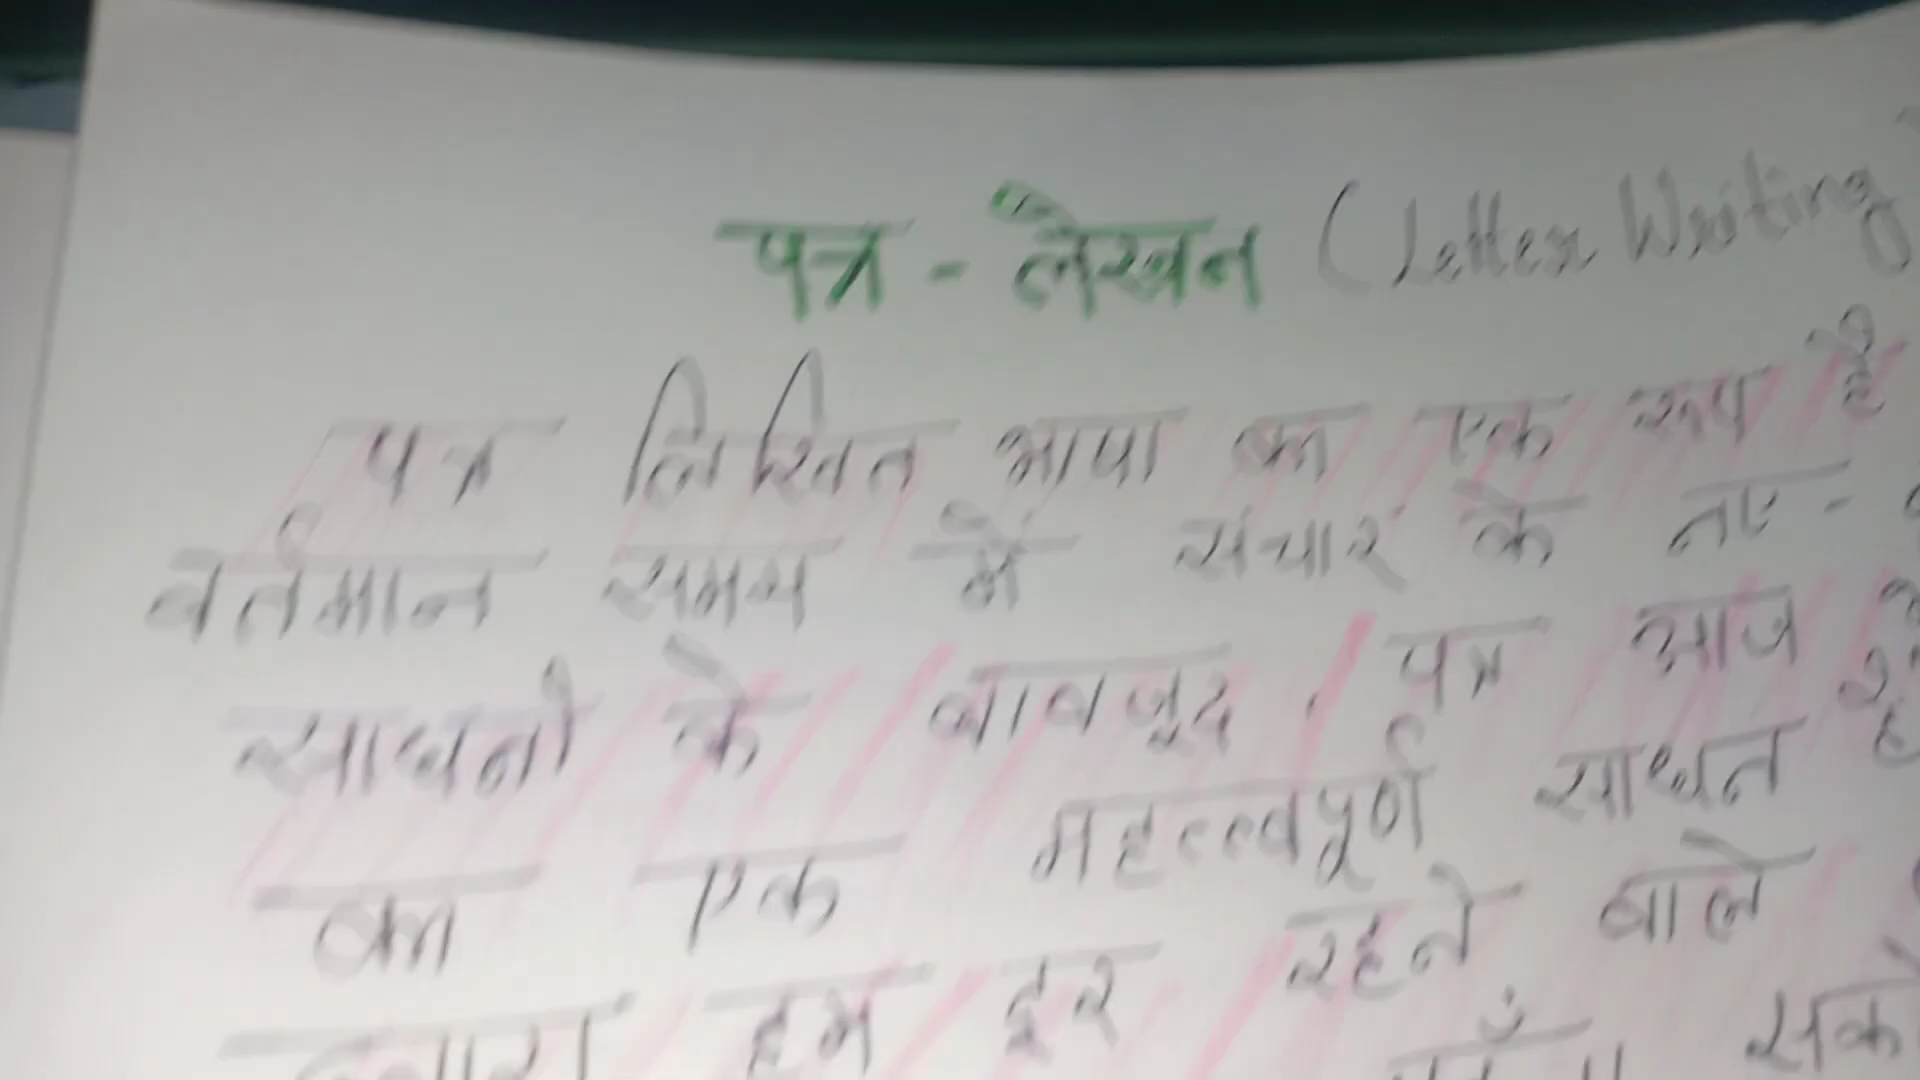 पत्र - लेखन (Letter Writing
पत्र लिखित भाषा का एक रूप है
वर्तमान समय में संचार के नए -
साधनो के बावजूद, पत्र आज
का एक महत्त्वपूर्ण साधन है
हम दूर रहने वाले